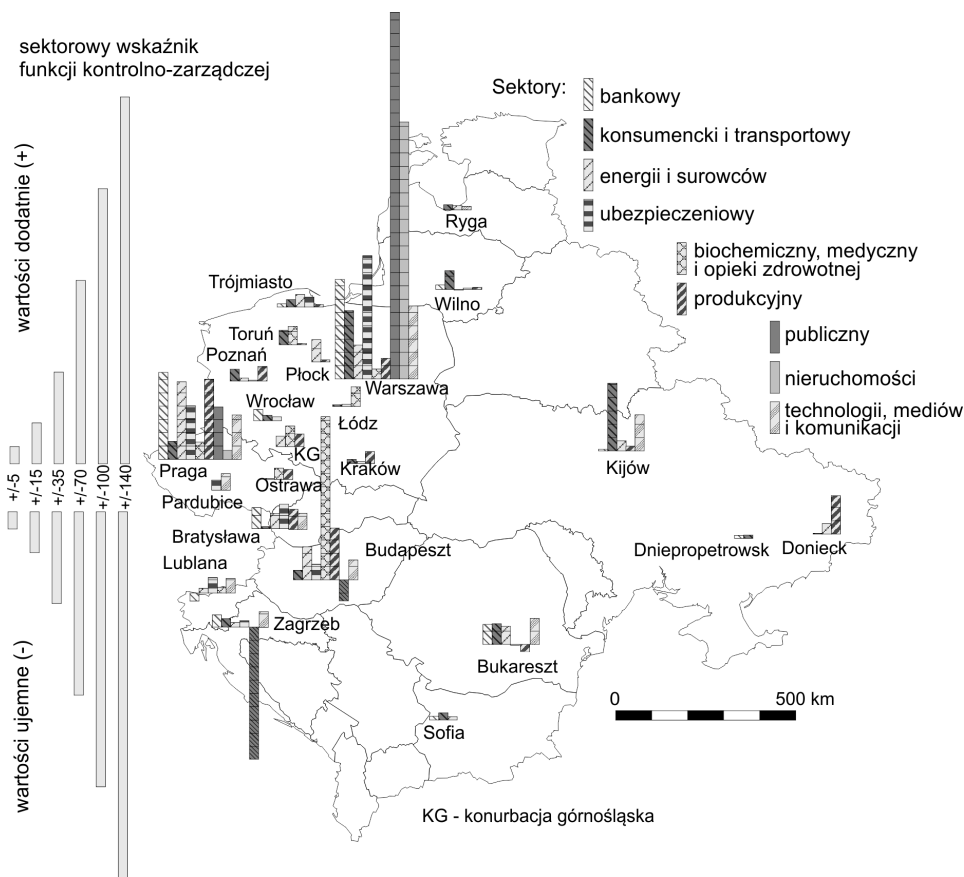 sektorowy wskaźnik
funkcji kontrolno-zarządczej
wartości dodatnie (+)
wartości ujemne (-)
+/-5
+/-15
+/-35
+/-70
+/-100
+/-140
Sektory:
bankowy
konsumencki i transportowy
energii i surowców
ubezpieczeniowy
biochemiczny, medyczny
i opieki zdrowotnej
produkcyjny
publiczny
nieruchomości
technologii, mediów
i komunikacji
Ryga
Wilno
Trójmiasto
Toruń
Poznań
Płock
Warszawa
Wrocław
Łódz
KG
Kraków
Praga
Ostrawa
Pardubice
Kijów
Bratysława
Budapeszt
Dniepropetrowsk
Donieck
Lublana
Zagrzeb
Bukareszt
Sofia
0
500 km
KG - konurbacja górnośląska